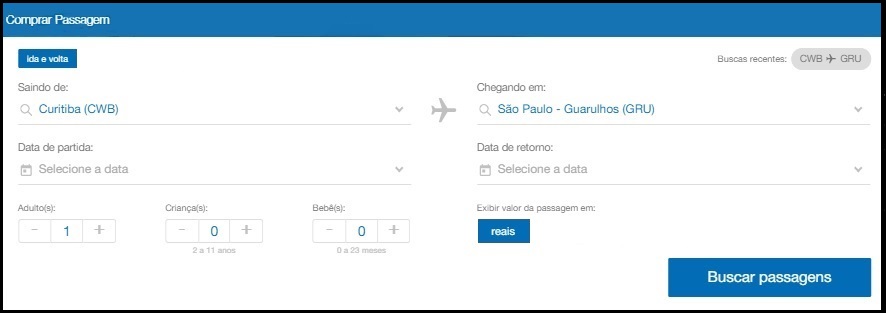 Comprar Passagem
ida e volta
Buscas recentes: CWB GRU
Saindo de:
Chegando em:
Curitiba (CWB)
São Paulo - Guarulhos (GRU)
Data de partida:
Data de retorno:
Selecione a data
Selecione a data
Adulto(s):
Criança(s):
Bebê(s):
Exibir valor da passagem em:
- 1 +
- 0 +
- 0 +
reais
2 a 11 anos
0 a 23 meses
Buscar passagens